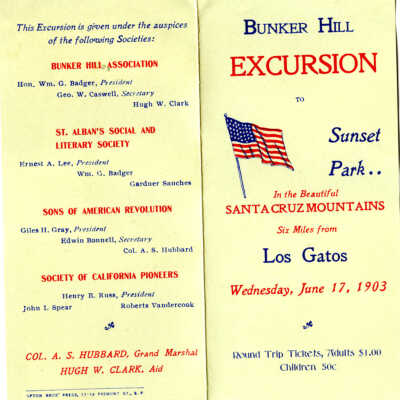 This Excursion is given under the auspices
of the following Societies:
BUNKER HILL ASSOCIATION
Hon. Wm. G. Badger, President
Geo. W. Caswell, Secretary
Hugh W. Clark
ST. ALBAN'S SOCIAL AND
LITERARY SOCIETY
Ernest A. Lee, President
Wm. G. Badger
Gardner Sanches
SONS OF AMERICAN REVOLUTION
Giles H. Gray, President
Edwin Bonnell, Secretary
Col. A. S. Hubbard
SOCIETY OF CALIFORNIA PIONEERS
Henry B. Russ, President
John I. Spear Roberts Vandercook
COL. A. S. HUBBARD, Grand Marshal
HUGH W. CLARK, Aid
UPTON BROS' PRESS, FREMONT ST., S. F.
BUNKER HILL
EXCURSION
TO
Sunset
Park..
In the Beautiful
SANTA CRUZ MOUNTAINS
Six Miles from
Los Gatos
Wednesday, June 17, 1903
Round Trip Tickets, Adults $1.00
Children 50c